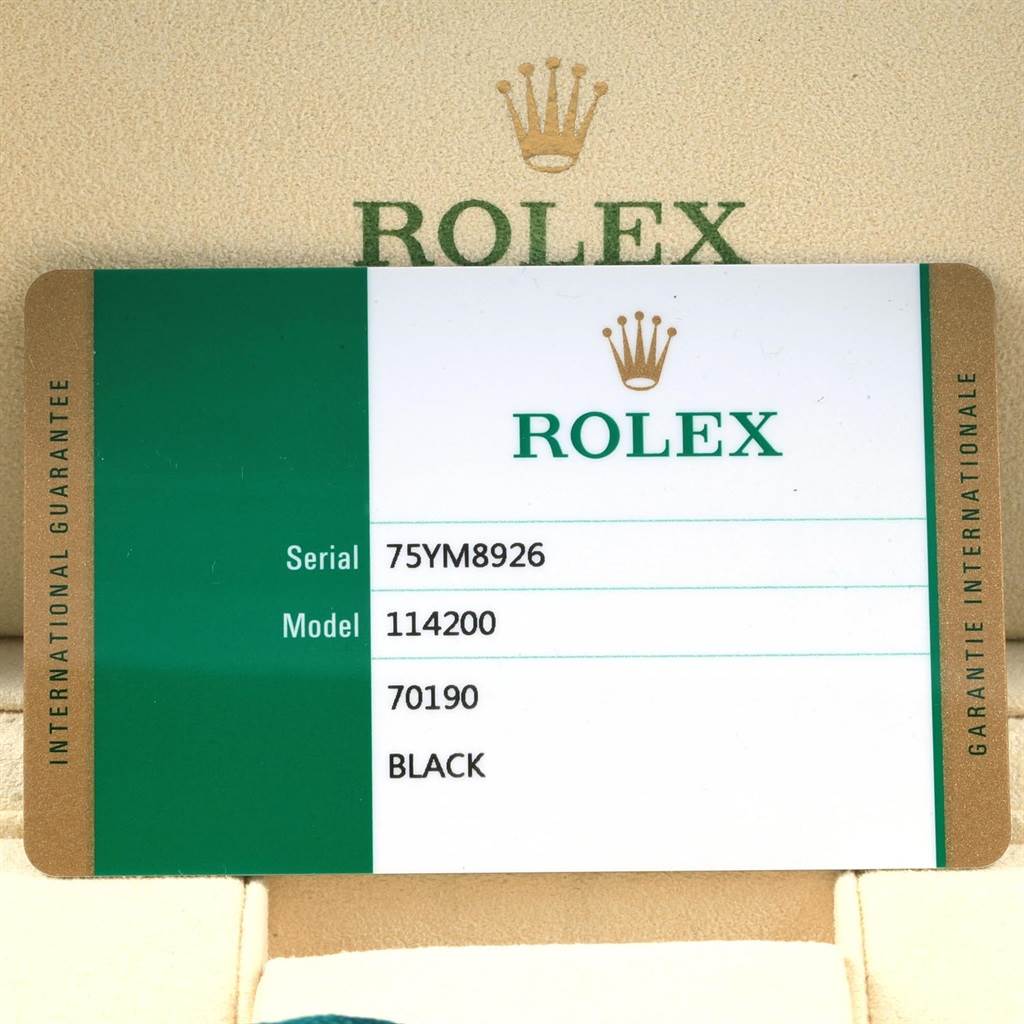 ROLEX
ROLEX
INTERNATIONAL GUARANTEE
Serial 75YM8926
Model 114200
70190
BLACK
GARANTIE INTERNATIONALE